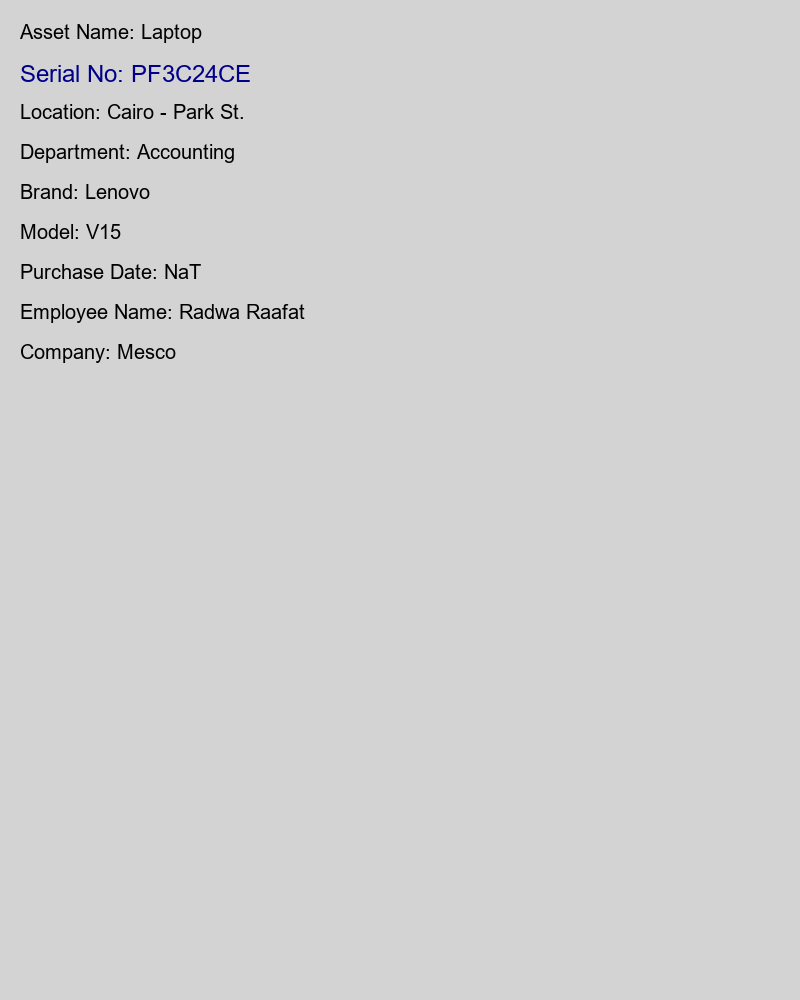 Asset Name: Laptop
Serial No: PF3C24CE
Location: Cairo - Park St.
Department: Accounting
Brand: Lenovo
Model: V15
Purchase Date: NaT
Employee Name: Radwa Raafat
Company: Mesco